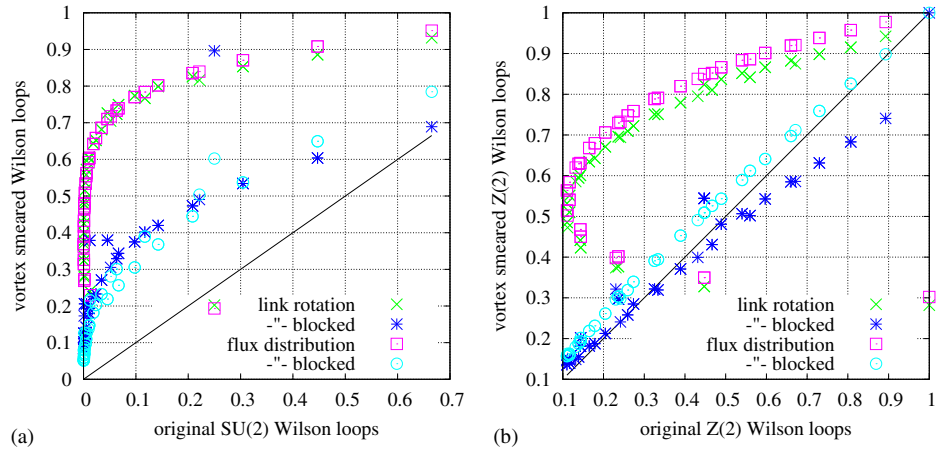 1
0.9
0.8
0.7
0.6
0.5
0.4
0.3
0.2
0.1
0
vortex smeared Wilson loops
link rotation
-"- blocked
flux distribution
-"- blocked
0 0.1 0.2 0.3 0.4 0.5 0.6 0.7
(a)
original SU(2) Wilson loops
1
0.9
0.8
0.7
0.6
0.5
0.4
0.3
0.2
0.1
vortex smeared Z(2) Wilson loops
link rotation
-"- blocked
flux distribution
-"- blocked
0.1 0.2 0.3 0.4 0.5 0.6 0.7 0.8 0.9 1
(b)
original Z(2) Wilson loops